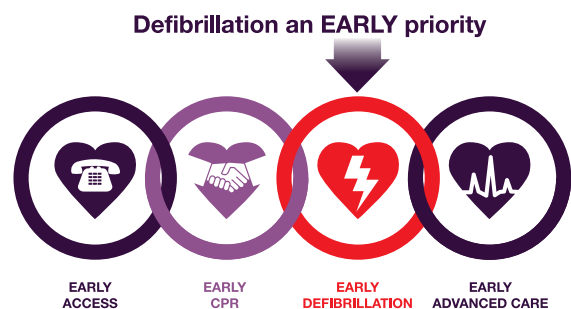 Defibrillation an EARLY priority
EARLY
ACCESS
EARLY
CPR
EARLY
DEFIBRILLATION
EARLY
ADVANCED CARE